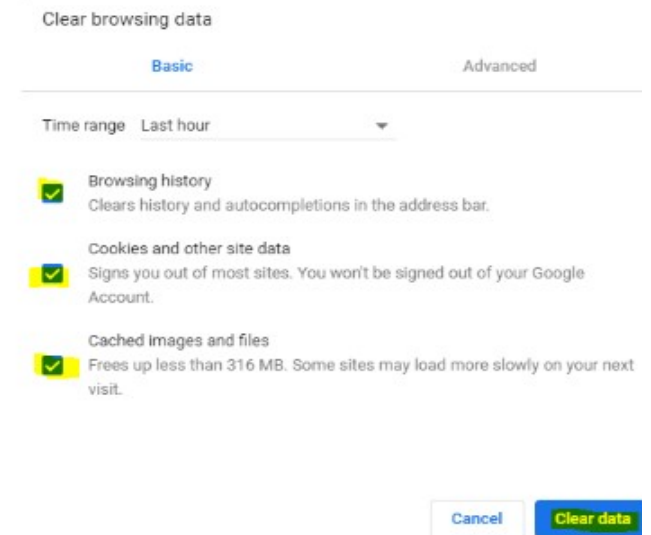 Clear browsing data
Basic
Advanced
Time range Last hour
Browsing history
Clears history and autocompletions in the address bar.
Cookies and other site data
Signs you out of most sites. You won't be signed out of your Google
Account.
Cached images and files
Frees up less than 316 MB. Some sites may load more slowly on your next
visit.
Cancel
Clear data